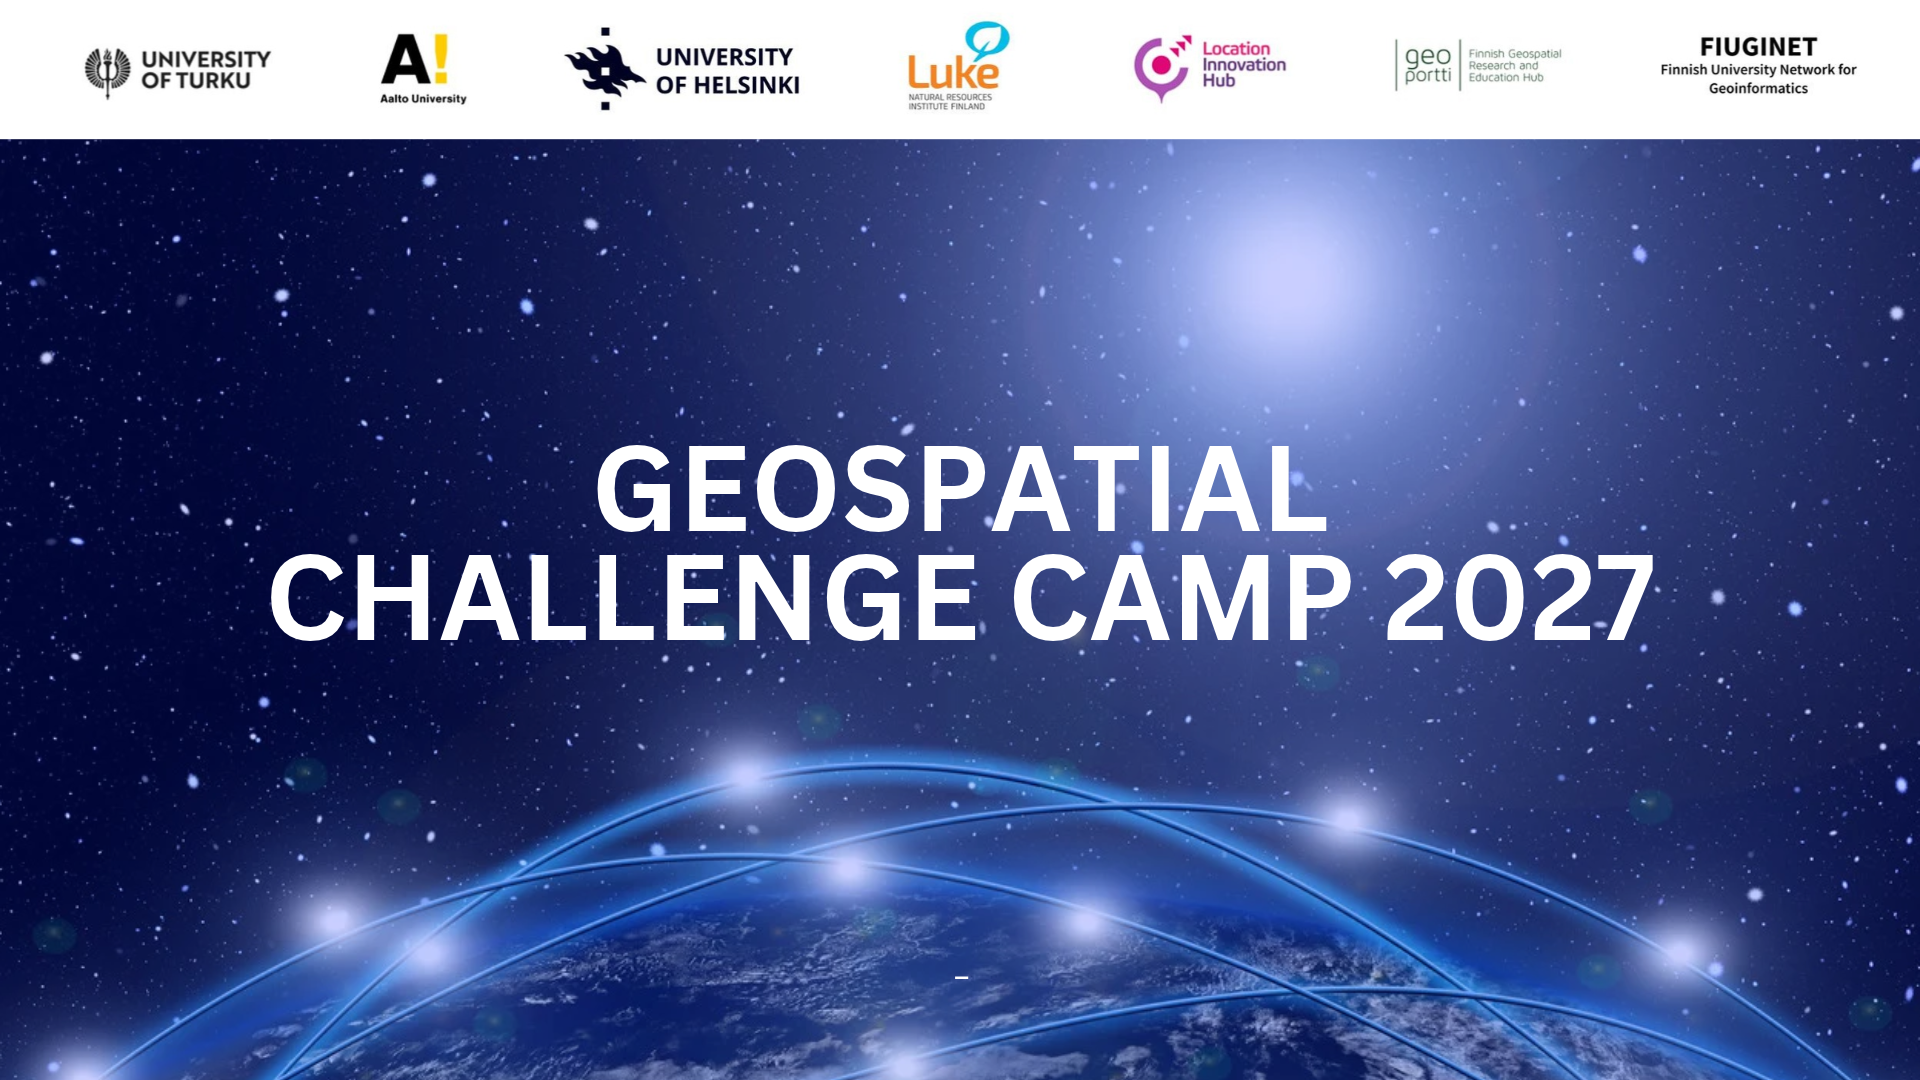 UNIVERSITY
OF TURKU
A!
Aalto University
UNIVERSITY
OF HELSINKI
Luke
NATURAL RESOURCES
INSTITUTE FINLAND
Location
Innovation
Hub
geo
portti
Finnish Geospatial
Research and
Education Hub
FIUGINET
Finnish University Network for
Geoinformatics
GEOSPATIAL
CHALLENGE CAMP 2027
–